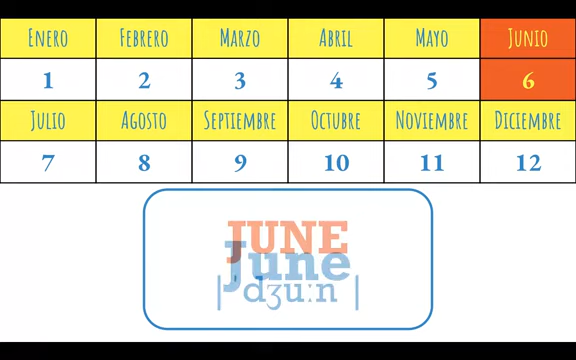 ENERO FEBRERO MARZO ABRIL MAYO JUNIO
1 2 3 4 5 6
JULIO AGOSTO SEPTIEMBRE OCTUBRE NOVIEMBRE DICIEMBRE
7 8 9 10 11 12
JUNE
June
|ˈdʒuːn|